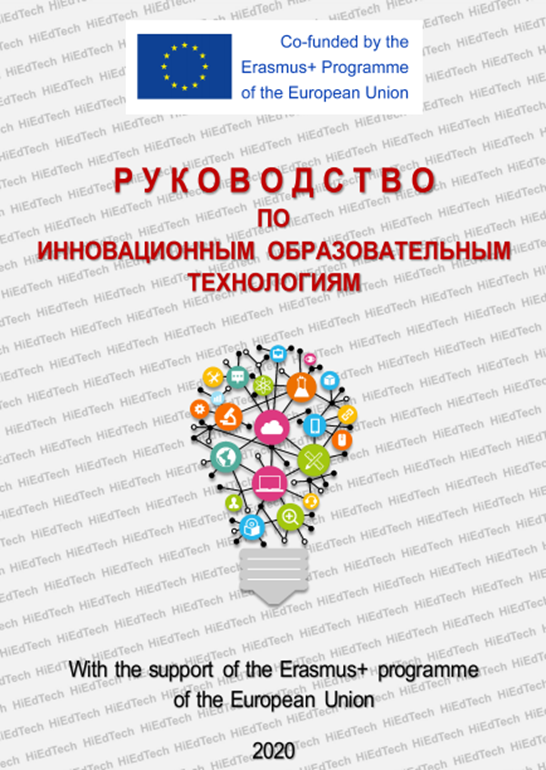 Co-funded by the
Erasmus+ Programme
of the European Union
РУКОВОДСТВО
ПО
ИННОВАЦИОННЫМ ОБРАЗОВАТЕЛЬНЫМ
ТЕХНОЛОГИЯМ
With the support of the Erasmus+ programme
of the European Union
2020
HiEdTech